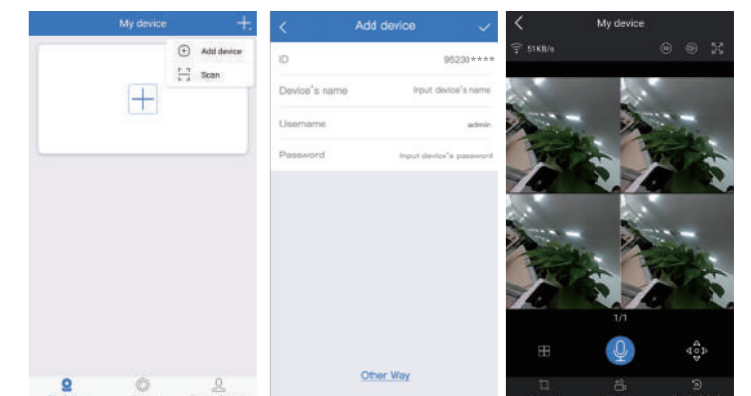 My device
Add device
Scan
Add device
ID 95238****
Device's name Input device's name
Username admin
Password Input device's password
Other Way
My device
51KB/s
1/1